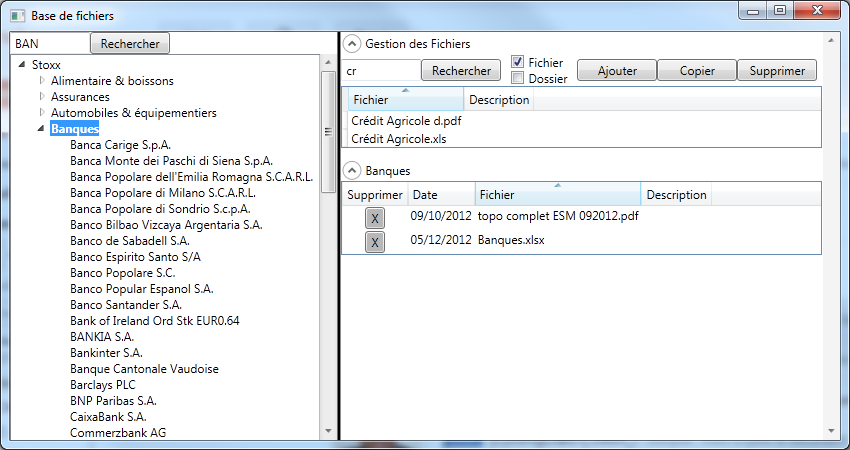 Base de fichiers
BAN Rechercher
Stoxx
Alimentaire & boissons
Assurances
Automobiles & équipementiers
Banques
Banca Carige S.p.A.
Banca Monte dei Paschi di Siena S.p.A.
Banca Popolare dell'Emilia Romagna S.C.A.R.L.
Banca Popolare di Milano S.C.A.R.L.
Banca Popolare di Sondrio S.c.p.A.
Banco Bilbao Vizcaya Argentaria S.A.
Banco de Sabadell S.A.
Banco Espirito Santo S/A
Banco Popolare S.C.
Banco Popular Espanol S.A.
Banco Santander S.A.
Bank of Ireland Ord Stk EUR0.64
BANKIA S.A.
Bankinter S.A.
Banque Cantonale Vaudoise
Barclays PLC
BNP Paribas S.A.
CaixaBank S.A.
Commerzbank AG
Gestion des Fichiers
cr Rechercher Fichier Dossier Ajouter Copier Supprimer
Fichier Description
Crédit Agricole d.pdf
Crédit Agricole.xls
Banques
Supprimer Date Fichier Description
X 09/10/2012 topo complet ESM 092012.pdf
X 05/12/2012 Banques.xlsx